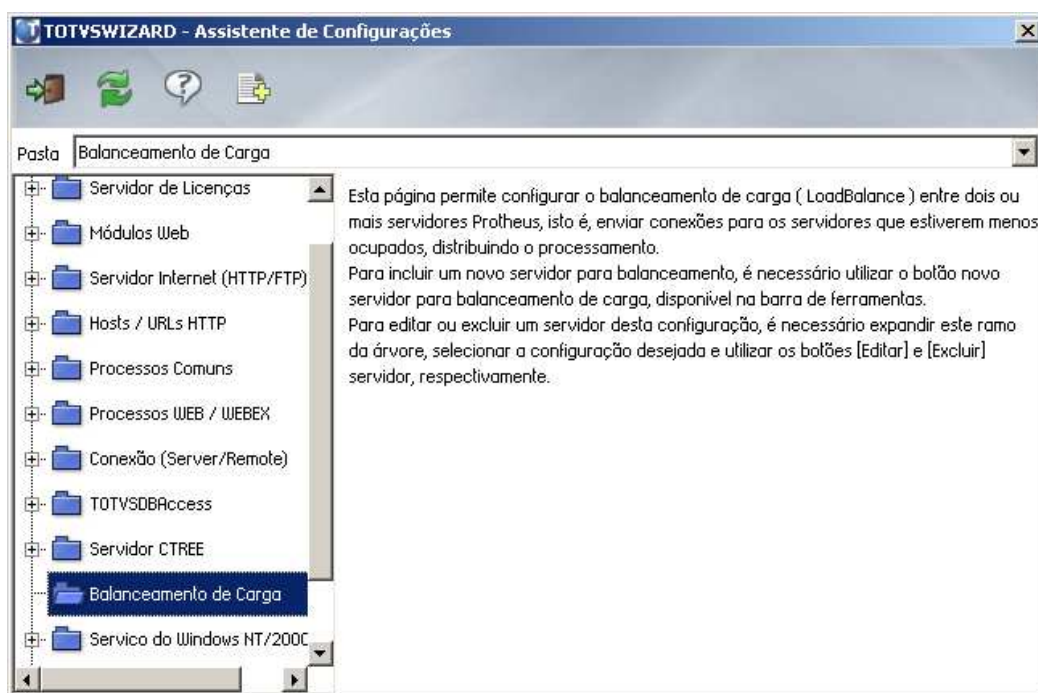 TOTVSWIZARD - Assistente de Configurações
Pasta Balanceamento de Carga
Servidor de Licenças
Módulos Web
Servidor Internet (HTTP/FTP)
Hosts / URLs HTTP
Processos Comuns
Processos WEB / WEBEX
Conexão (Server/Remote)
TOTVSDBAccess
Servidor CTREE
Balanceamento de Carga
Servico do Windows NT/200
Esta página permite configurar o balanceamento de carga ( LoadBalance ) entre dois ou
mais servidores Protheus, isto é, enviar conexões para os servidores que estiverem menos
ocupados, distribuindo o processamento.
Para incluir um novo servidor para balanceamento, é necessário utilizar o botão novo
servidor para balanceamento de carga, disponível na barra de ferramentas.
Para editar ou excluir um servidor desta configuração, é necessário expandir este ramo
da árvore, selecionar a configuração desejada e utilizar os botões [Editar] e [Excluir]
servidor, respectivamente.